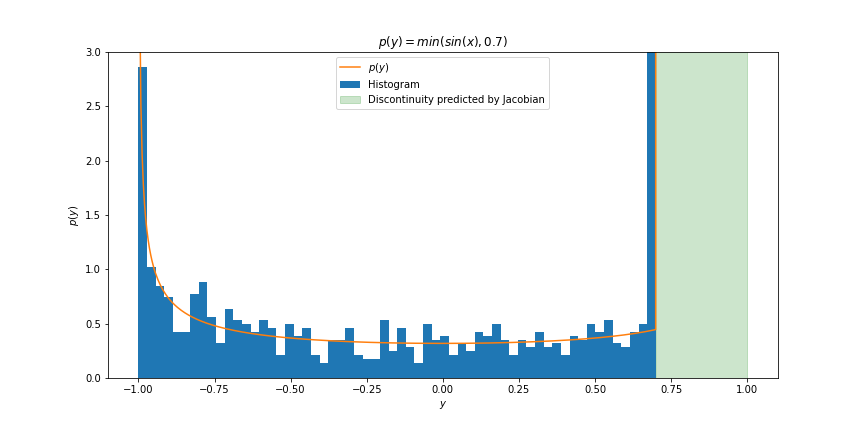 p(y) = min(sin(x), 0.7)
p(y)
Histogram
Discontinuity predicted by Jacobian
3.0
2.5
2.0
1.5
1.0
0.5
0.0
p(y)
−1.00 −0.75 −0.50 −0.25 0.00 0.25 0.50 0.75 1.00
y